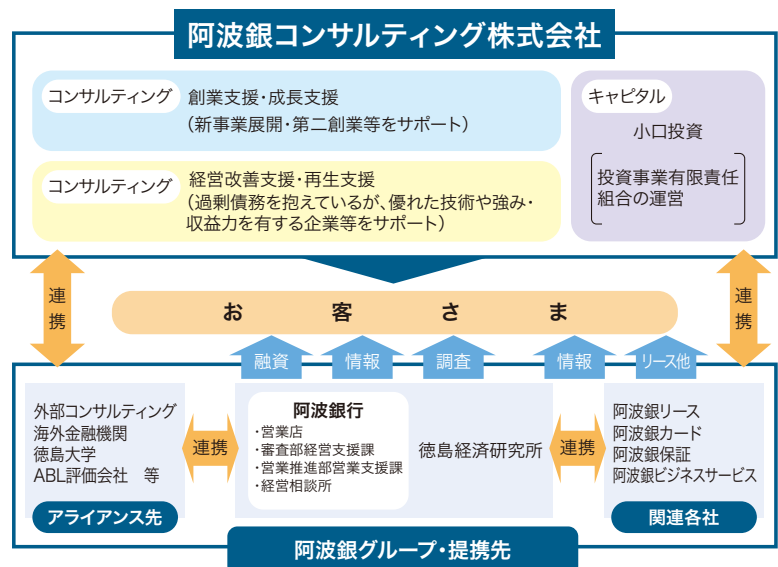 阿波銀コンサルティング株式会社
コンサルティング 創業支援・成長支援
(新事業展開・第二創業等をサポート)
コンサルティング 経営改善支援・再生支援
(過剰債務を抱えているが、優れた技術や強み・
収益力を有する企業等をサポート)
キャピタル
小口投資
投資事業有限責任
組合の運営
連携
連携
お客さま
融資
情報
調査
情報
リース他
外部コンサルティング
海外金融機関
徳島大学
ABL評価会社 等
アライアンス先
連携
阿波銀行
・営業店
・審査部経営支援課
・営業推進部営業支援課
・経営相談所
徳島経済研究所
連携
阿波銀リース
阿波銀カード
阿波銀保証
阿波銀ビジネスサービス
関連各社
阿波銀グループ・提携先